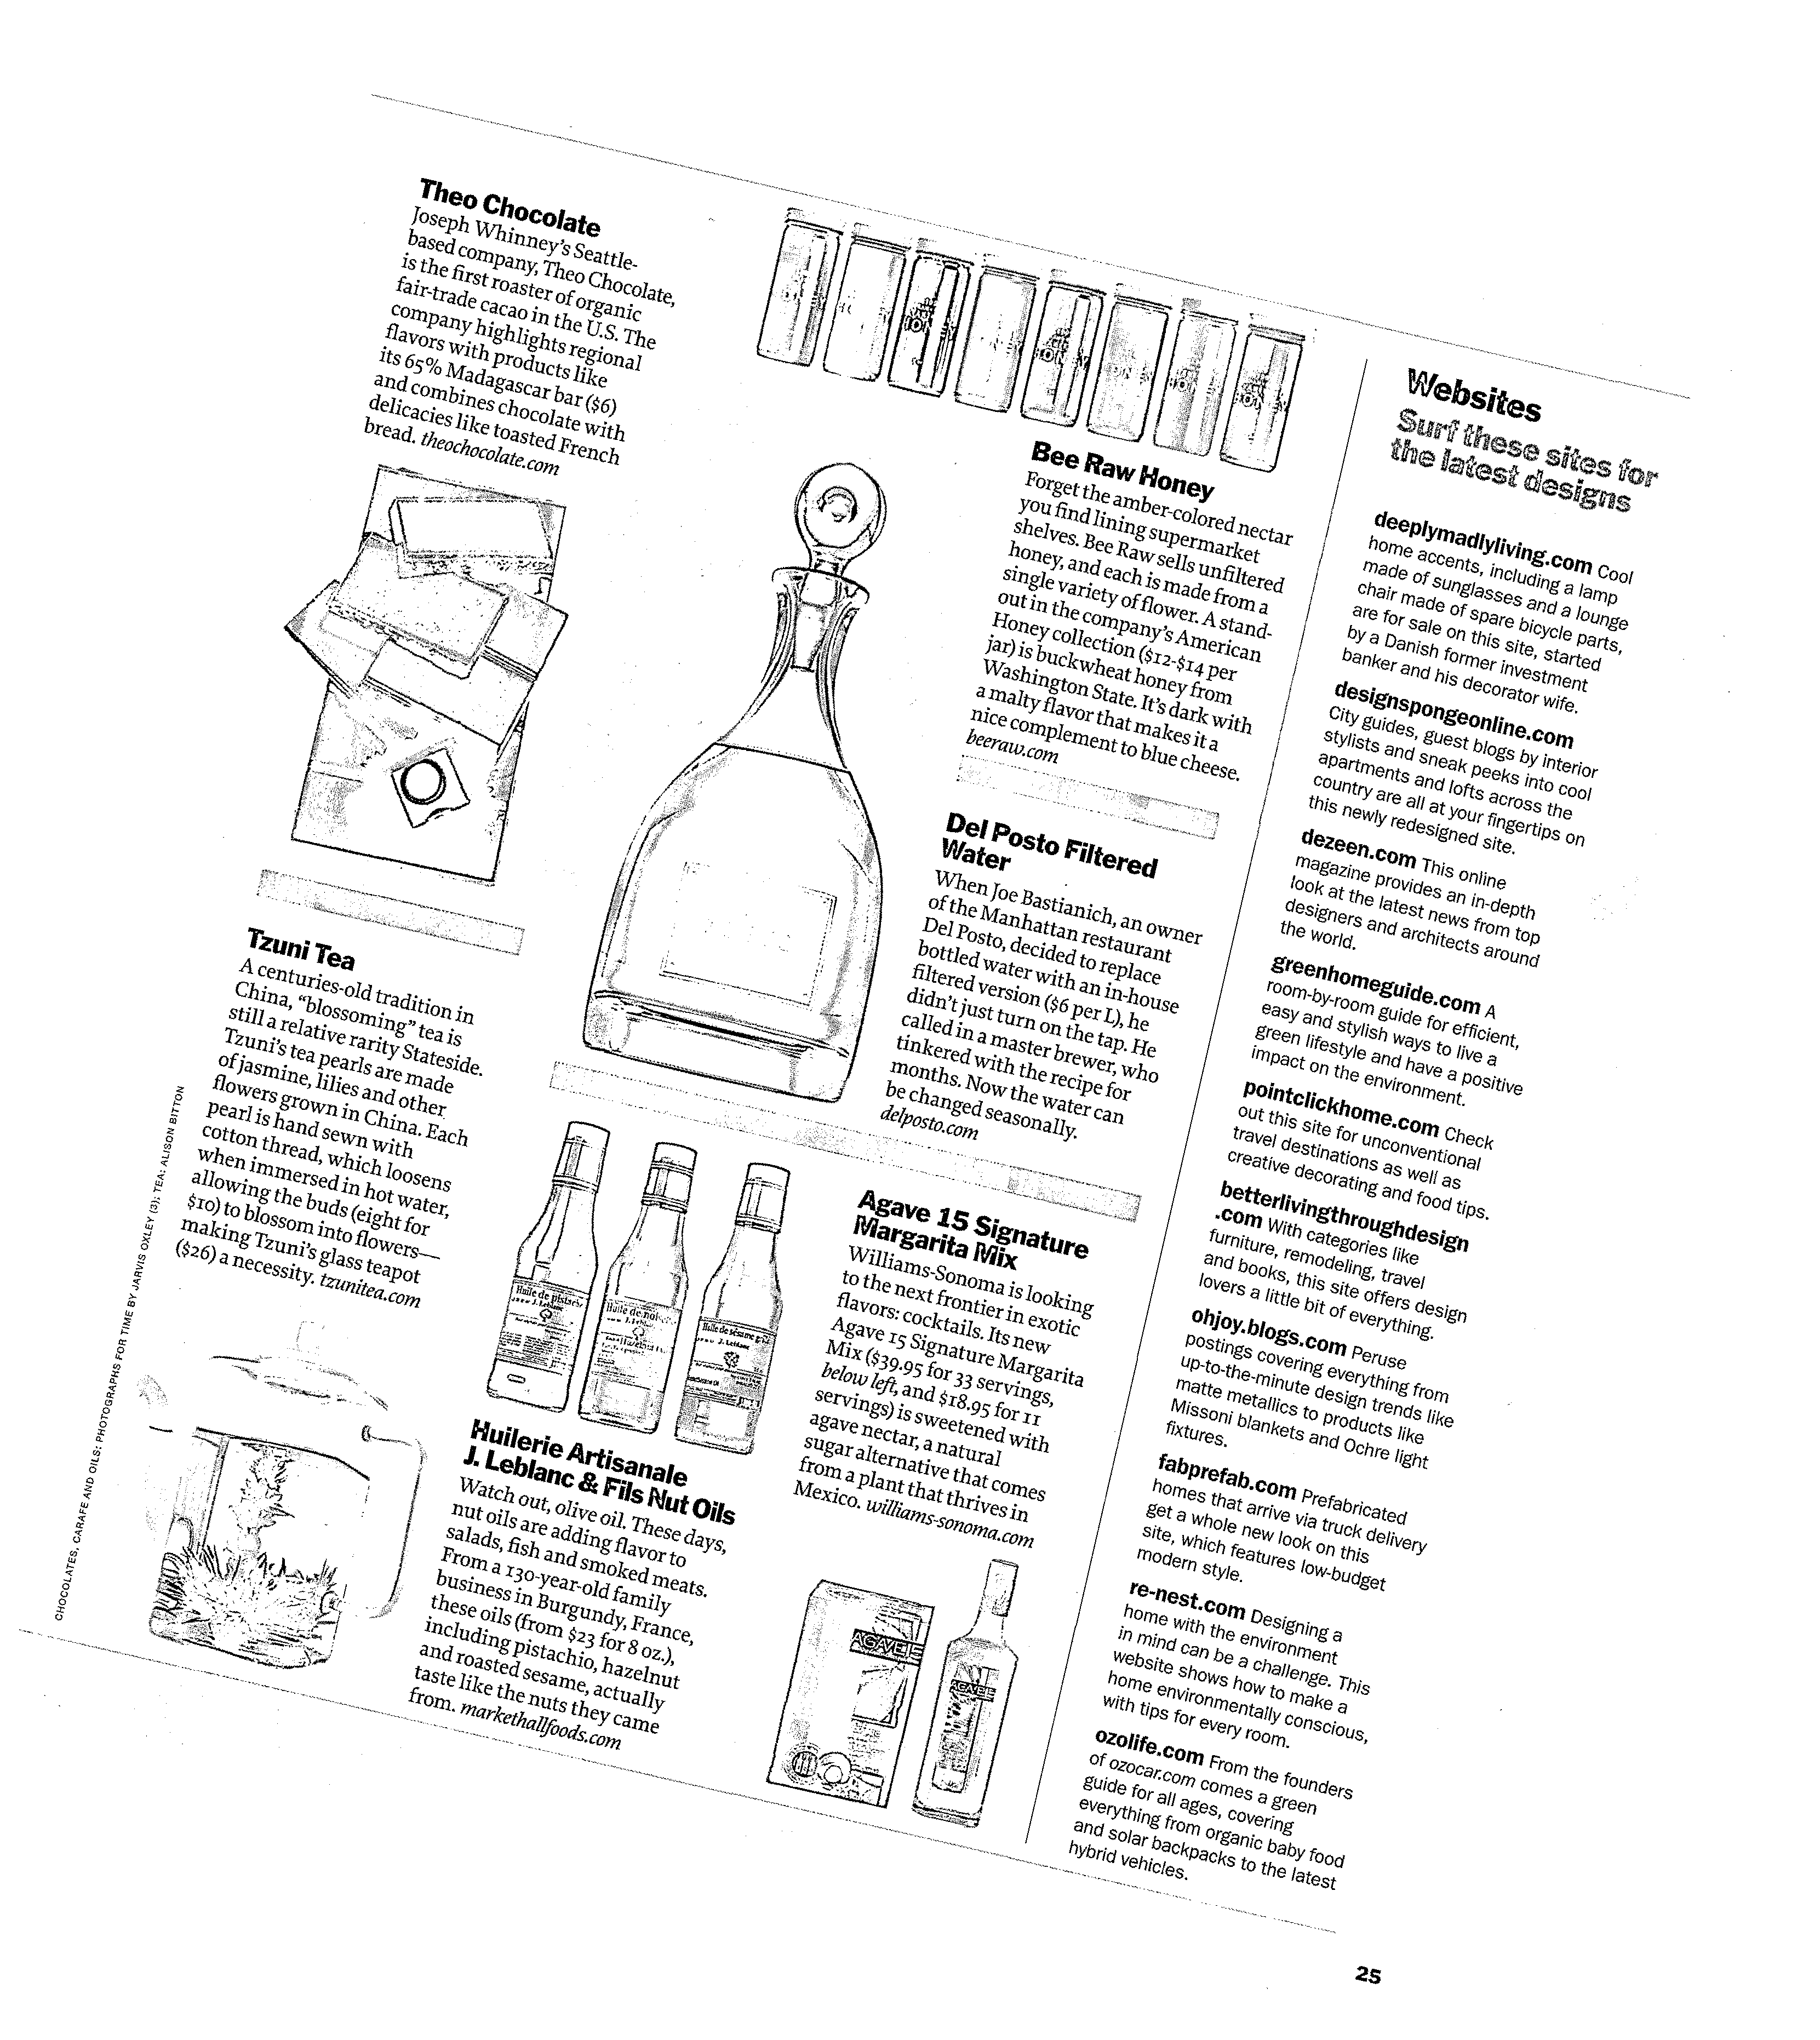 Theo Chocolate
Joseph Whinney's Seattle-
based company, Theo Chocolate,
is the first roaster of organic
fair-trade cacao in the U.S. The
company highlights regional
flavors with products like
its 65% Madagascar bar ($6)
and combines chocolate with
delicacies like toasted French
bread. theochocolate.com
Tzuni Tea
A centuries-old tradition in
China, “blossoming” tea is
still a relative rarity Stateside.
Tzuni's tea pearls are made
of jasmine, lilies and other
flowers grown in China. Each
pearl is hand sewn with
cotton thread, which loosens
when immersed in hot water,
allowing the buds (eight for
$10) to blossom into flowers—
making Tzuni's glass teapot
($26) a necessity. tzunitea.com
CHOCOLATES, CARAFE AND OILS: PHOTOGRAPHS FOR TIME BY JARVIS OXLEY (3); TEA: ALISON BITTON
Bee Raw Honey
Forget the amber-colored nectar
you find lining supermarket
shelves. Bee Raw sells unfiltered
honey, and each is made from a
single variety of flower. A stand-
out in the company's American
Honey collection ($12-$14 per
jar) is buckwheat honey from
Washington State. It's dark with
a malty flavor that makes it a
nice complement to blue cheese.
beeraw.com
Del Posto Filtered
Water
When Joe Bastianich, an owner
of the Manhattan restaurant
Del Posto, decided to replace
bottled water with an in-house
filtered version ($6 per L), he
didn't just turn on the tap. He
called in a master brewer, who
tinkered with the recipe for
months. Now the water can
be changed seasonally.
delposto.com
Huile de pistache
J. Leblanc
Huile de noi
Huile de sésame grillé
J. Leblanc
Huilerie Artisanale
J. Leblanc & Fils Nut Oils
Watch out, olive oil. These days,
nut oils are adding flavor to
salads, fish and smoked meats.
From a 130-year-old family
business in Burgundy, France,
these oils (from $23 for 8 oz.),
including pistachio, hazelnut
and roasted sesame, actually
taste like the nuts they came
from. markethallfoods.com
Agave 15 Signature
Margarita Mix
Williams-Sonoma is looking
to the next frontier in exotic
flavors: cocktails. Its new
Agave 15 Signature Margarita
Mix ($39.95 for 33 servings,
below left, and $18.95 for 11
servings) is sweetened with
agave nectar, a natural
sugar alternative that comes
from a plant that thrives in
Mexico. williams-sonoma.com
AGAVE 15
AGAVE 15
Websites
Surf these sites for
the latest designs
deeplymadlyliving.com Cool
home accents, including a lamp
made of sunglasses and a lounge
chair made of spare bicycle parts,
are for sale on this site, started
by a Danish former investment
banker and his decorator wife.
designspongeonline.com
City guides, guest blogs by interior
stylists and sneak peeks into cool
apartments and lofts across the
country are all at your fingertips on
this newly redesigned site.
dezeen.com This online
magazine provides an in-depth
look at the latest news from top
designers and architects around
the world.
greenhomeguide.com A
room-by-room guide for efficient,
easy and stylish ways to live a
green lifestyle and have a positive
impact on the environment.
pointclickhome.com Check
out this site for unconventional
travel destinations as well as
creative decorating and food tips.
betterlivingthroughdesign
.com With categories like
furniture, remodeling, travel
and books, this site offers design
lovers a little bit of everything.
ohjoy.blogs.com Peruse
postings covering everything from
up-to-the-minute design trends like
matte metallics to products like
Missoni blankets and Ochre light
fixtures.
fabprefab.com Prefabricated
homes that arrive via truck delivery
get a whole new look on this
site, which features low-budget
modern style.
re-nest.com Designing a
home with the environment
in mind can be a challenge. This
website shows how to make a
home environmentally conscious,
with tips for every room.
ozolife.com From the founders
of ozocar.com comes a green
guide for all ages, covering
everything from organic baby food
and solar backpacks to the latest
hybrid vehicles.
25